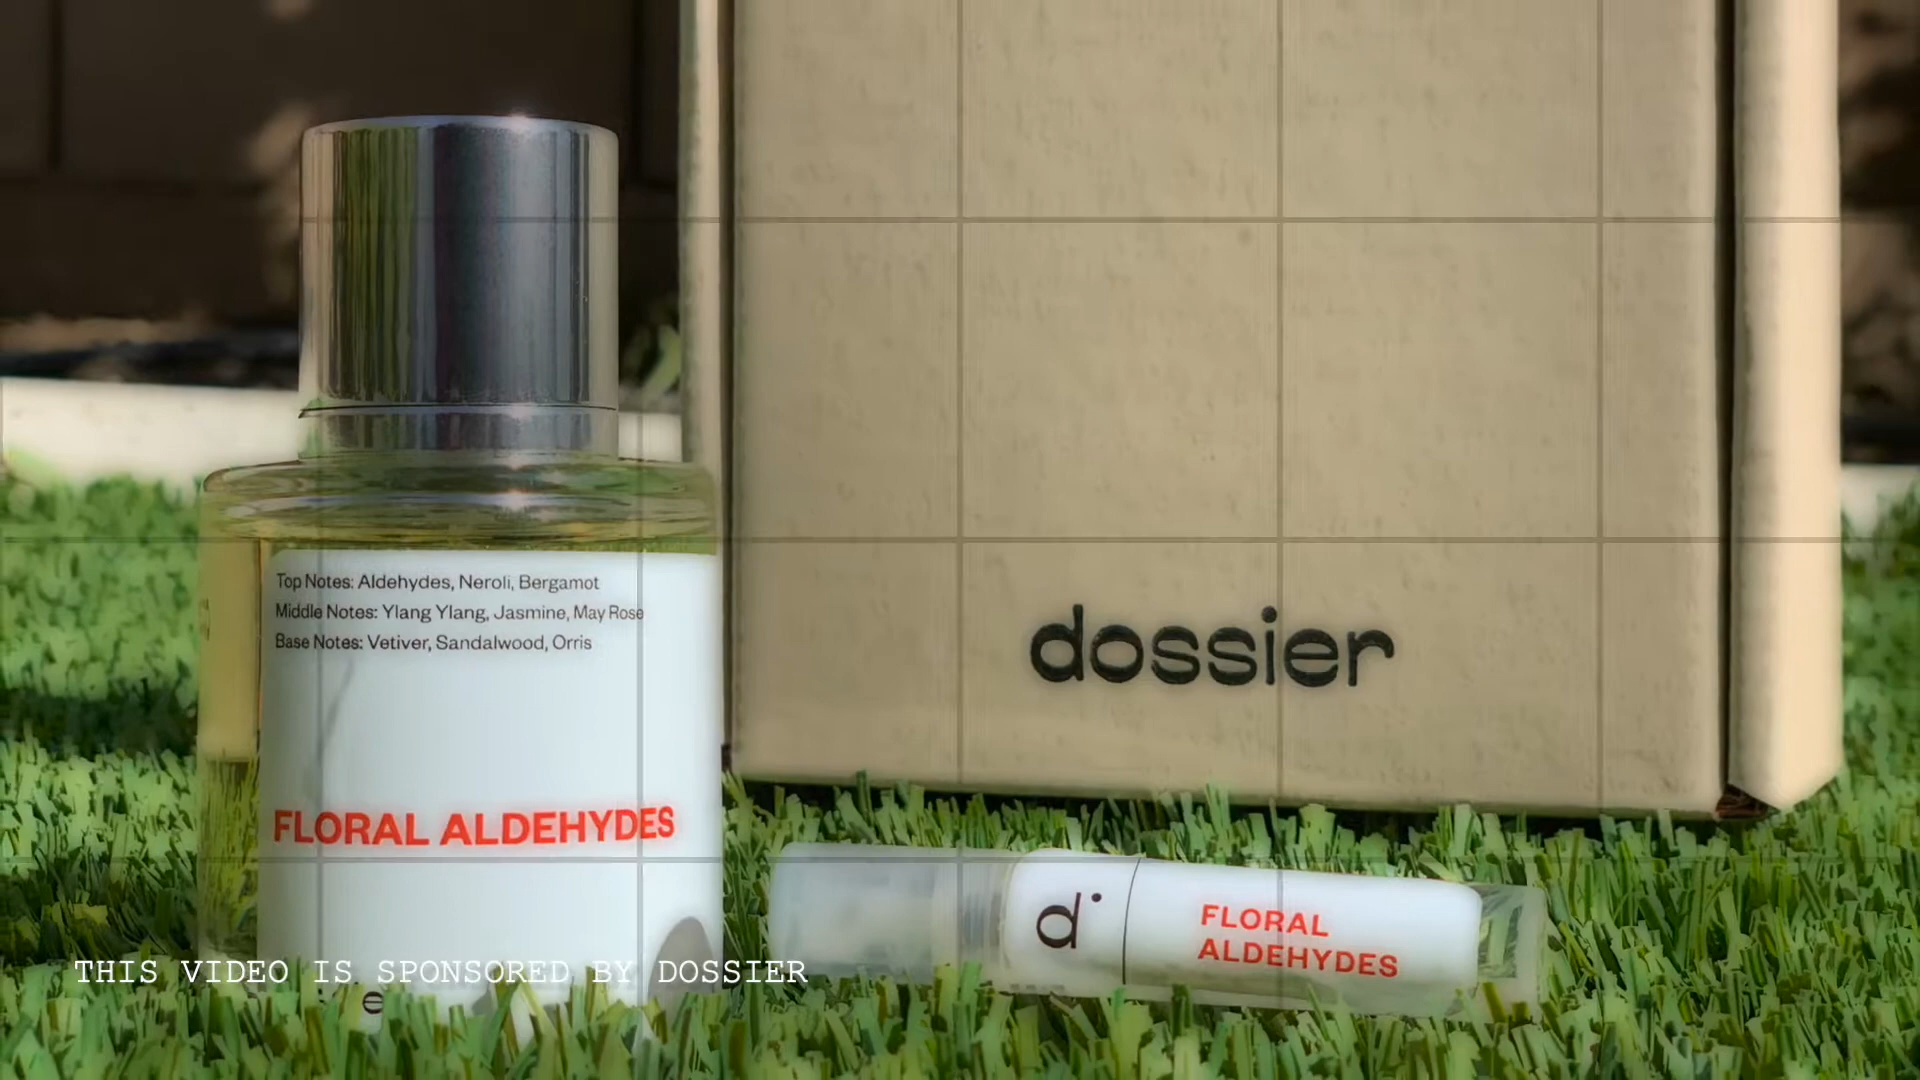 Top Notes: Aldehydes, Neroli, Bergamot
Middle Notes: Ylang Ylang, Jasmine, May Rose
Base Notes: Vetiver, Sandalwood, Orris
FLORAL ALDEHYDES
dossier
d
FLORAL
ALDEHYDES
THIS VIDEO IS SPONSORED BY DOSSIER